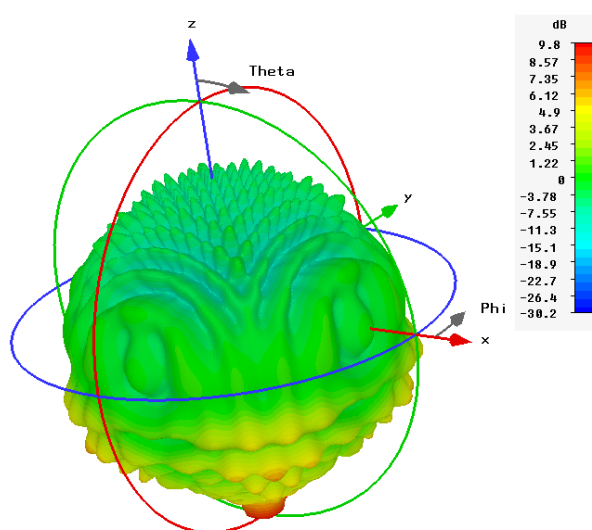 z
Theta
y
Phi
x
dB
9.8
8.57
7.35
6.12
4.9
3.67
2.45
1.22
0
-3.78
-7.55
-11.3
-15.1
-18.9
-22.7
-26.4
-30.2